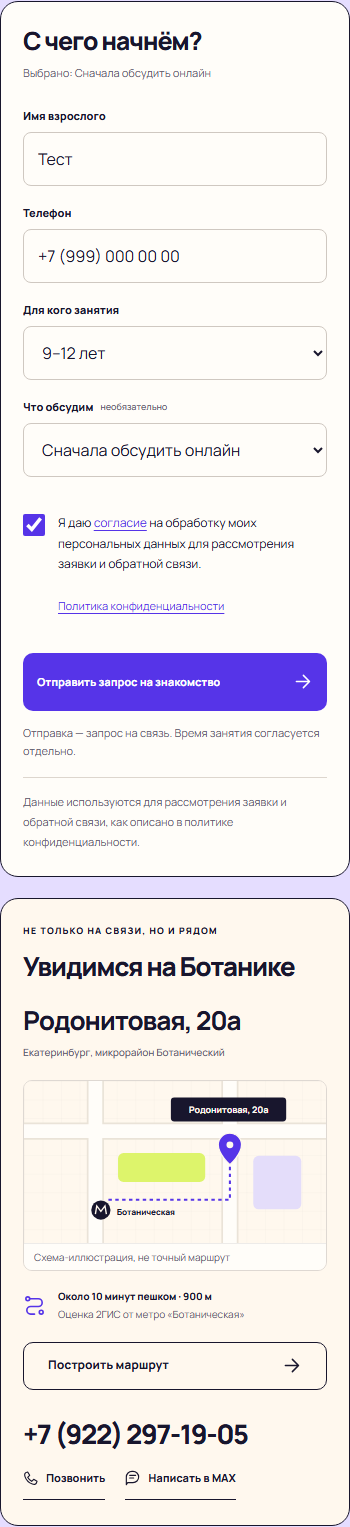 С чего начнём?
Выбрано: Сначала обсудить онлайн
Имя взрослого
Тест
Телефон
+7 (999) 000 00 00
Для кого занятия
9–12 лет
Что обсудим необязательно
Сначала обсудить онлайн
Я даю согласие на обработку моих
персональных данных для рассмотрения
заявки и обратной связи.
Политика конфиденциальности
Отправить запрос на знакомство
Отправка — запрос на связь. Время занятия согласуется
отдельно.
Данные используются для рассмотрения заявки и
обратной связи, как описано в политике
конфиденциальности.
НЕ ТОЛЬКО НА СВЯЗИ, НО И РЯДОМ
Увидимся на Ботанике
Родонитовая, 20а
Екатеринбург, микрорайон Ботанический
Родонитовая, 20а
М Ботаническая
Схема-иллюстрация, не точный маршрут
Около 10 минут пешком · 900 м
Оценка 2ГИС от метро «Ботаническая»
Построить маршрут
+7 (922) 297-19-05
Позвонить Написать в MAX